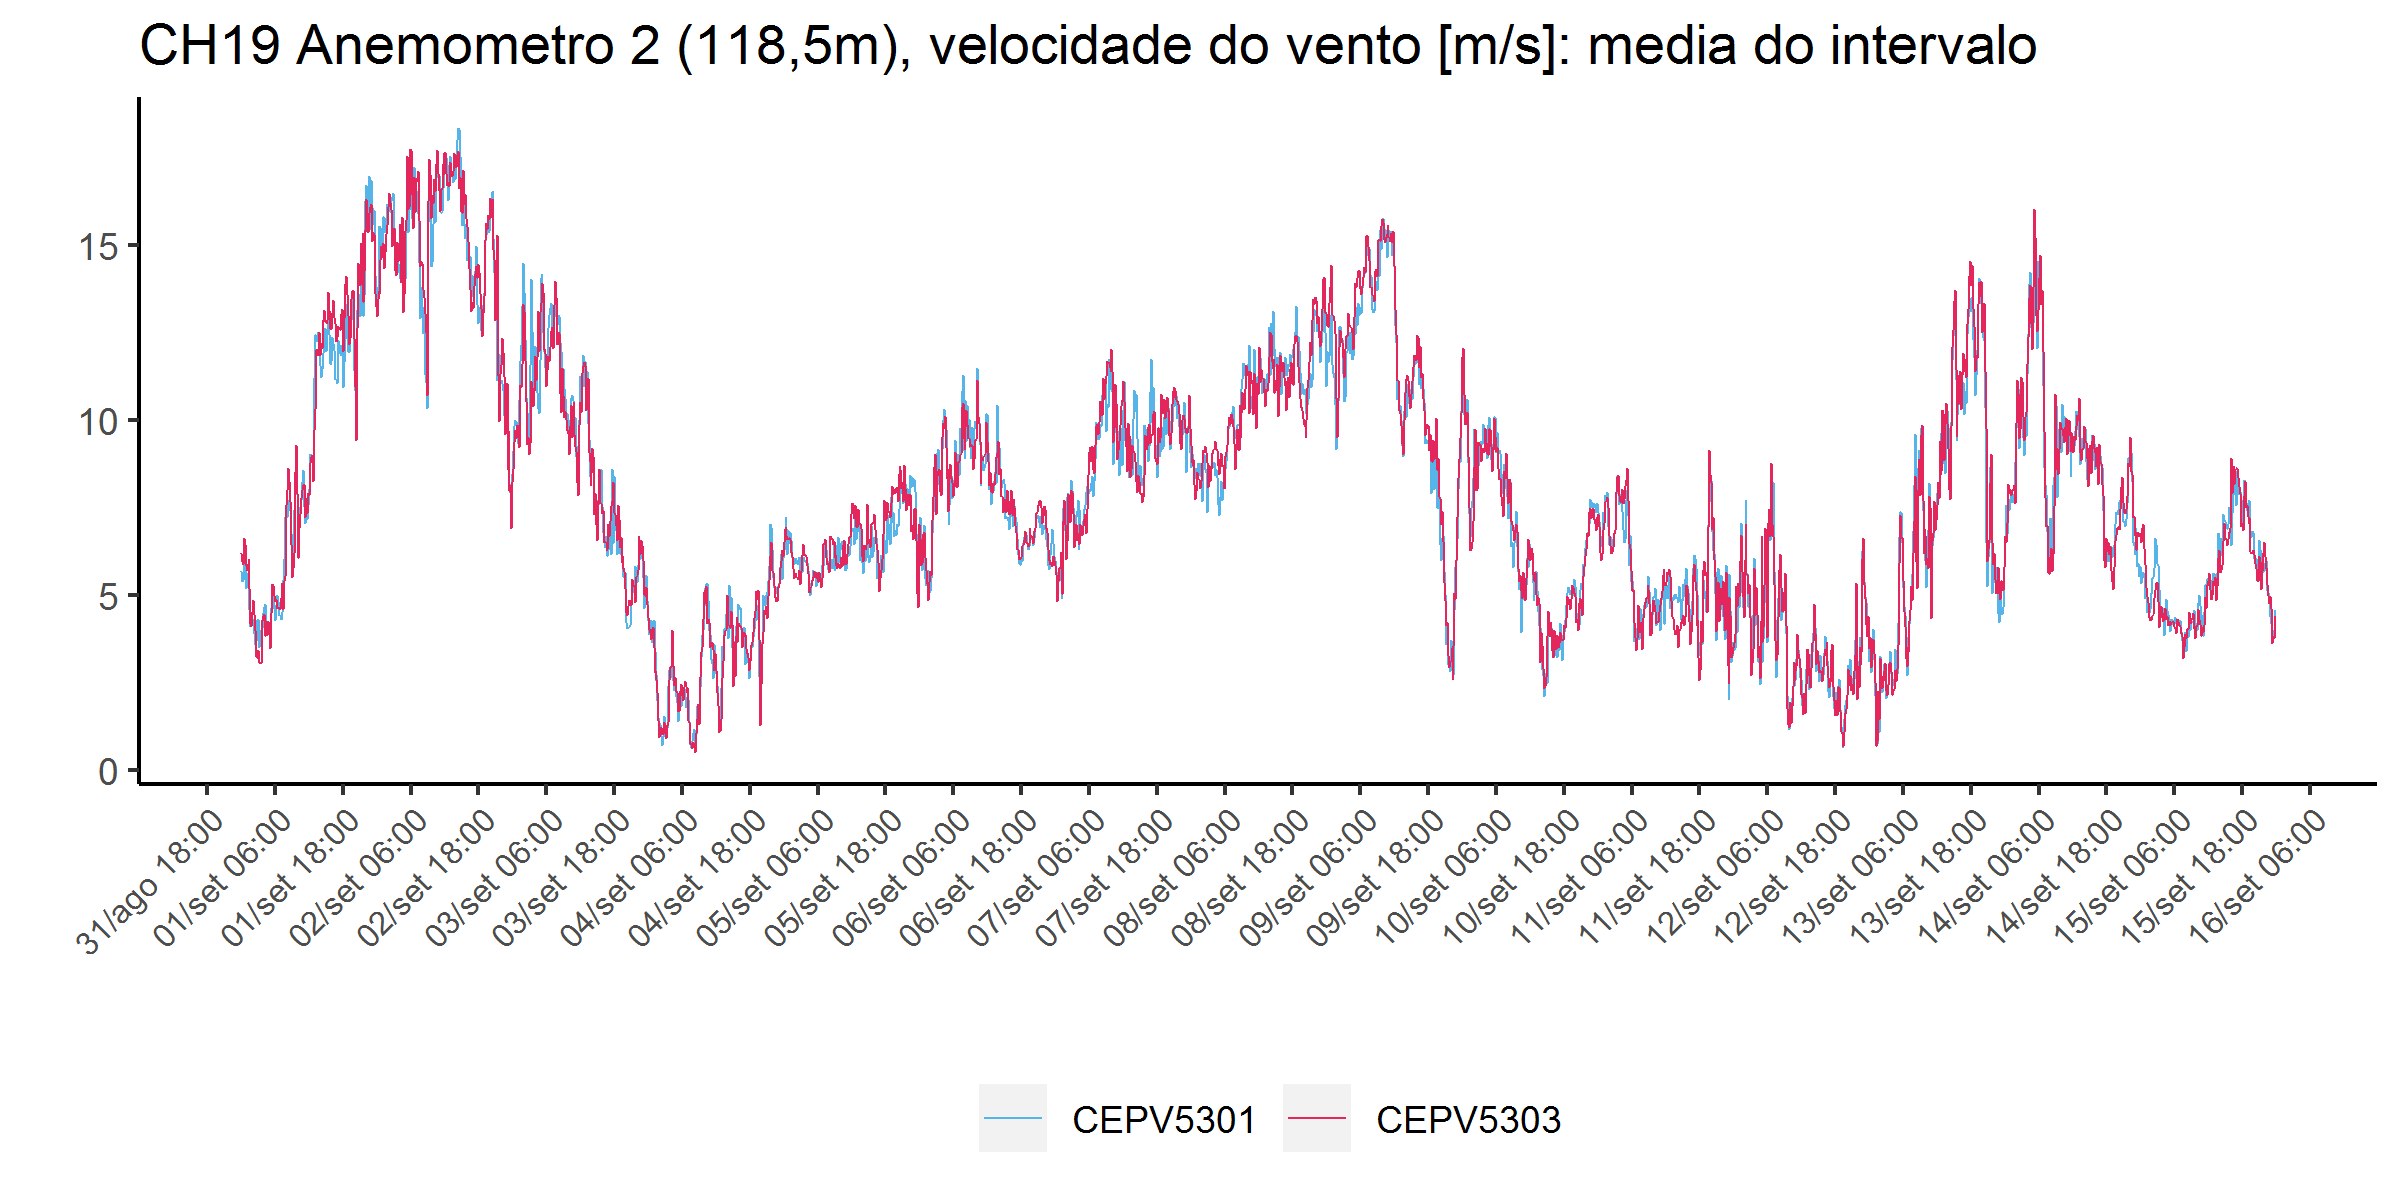 CH19 Anemometro 2 (118,5m), velocidade do vento [m/s]: media do intervalo
15
10
5
0
31/ago 18:00
01/set 06:00
01/set 18:00
02/set 06:00
02/set 18:00
03/set 06:00
03/set 18:00
04/set 06:00
04/set 18:00
05/set 06:00
05/set 18:00
06/set 06:00
06/set 18:00
07/set 06:00
07/set 18:00
08/set 06:00
08/set 18:00
09/set 06:00
09/set 18:00
10/set 06:00
10/set 18:00
11/set 06:00
11/set 18:00
12/set 06:00
12/set 18:00
13/set 06:00
13/set 18:00
14/set 06:00
14/set 18:00
15/set 06:00
15/set 18:00
16/set 06:00
CEPV5301
CEPV5303